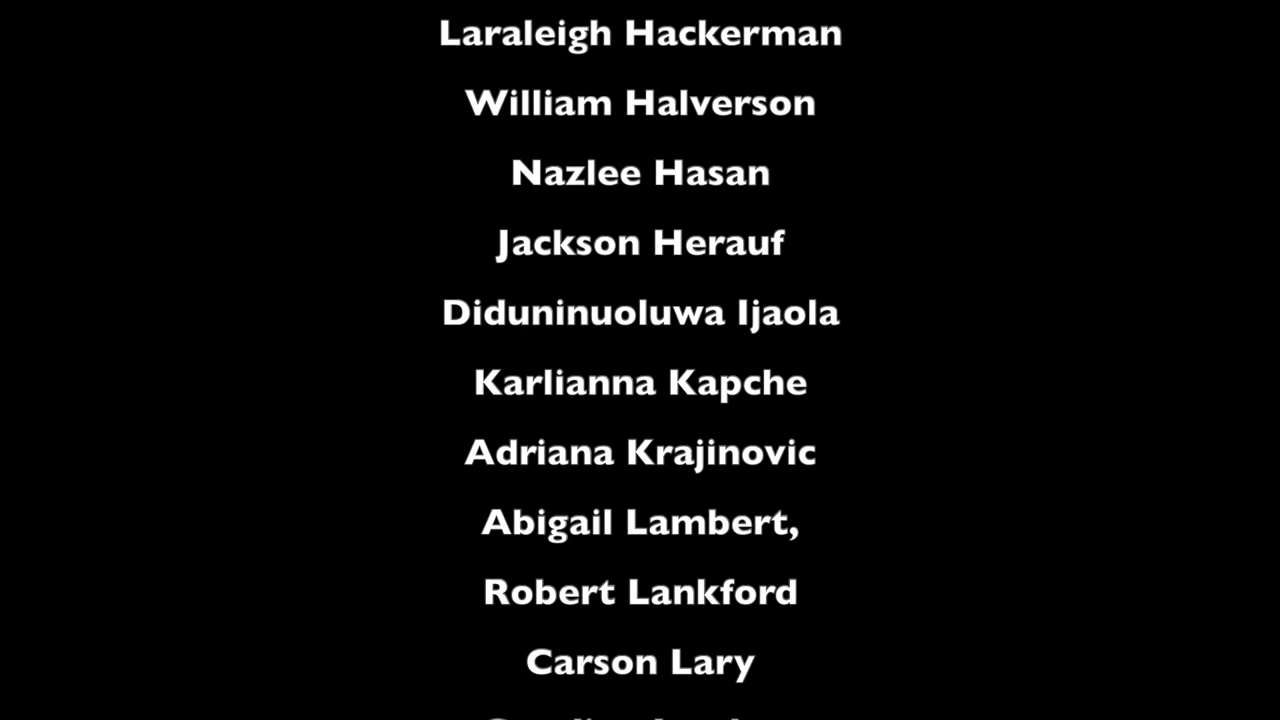 Laraleigh Hackerman
William Halverson
Nazlee Hasan
Jackson Herauf
Diduninuoluwa Ijaola
Karlianna Kapche
Adriana Krajinovic
Abigail Lambert,
Robert Lankford
Carson Lary